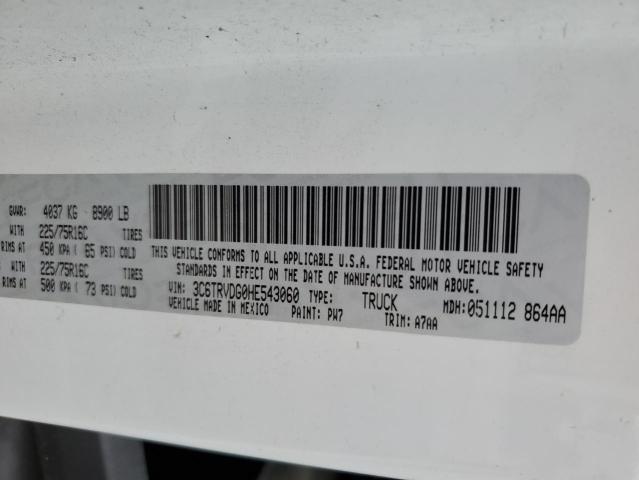 GVWR: 4037 KG 8900 LB
WITH 225/75R16C TIRES
RIMS AT 450 KPA ( 65 PSI) COLD
WITH 225/75R16C TIRES
RIMS AT 500 KPA ( 73 PSI) COLD
THIS VEHICLE CONFORMS TO ALL APPLICABLE U.S.A. FEDERAL MOTOR VEHICLE SAFETY
STANDARDS IN EFFECT ON THE DATE OF MANUFACTURE SHOWN ABOVE.
VIN: 3C6TRVDG0HE543060 TYPE: TRUCK MDH: 051112 864AA
VEHICLE MADE IN MEXICO PAINT: PW7 TRIM: A7AA